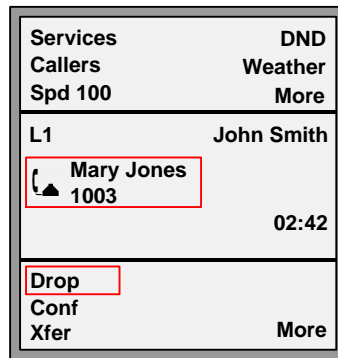 Services DND
Callers Weather
Spd 100 More
L1 John Smith
Mary Jones
1003
02:42
Drop
Conf
Xfer More